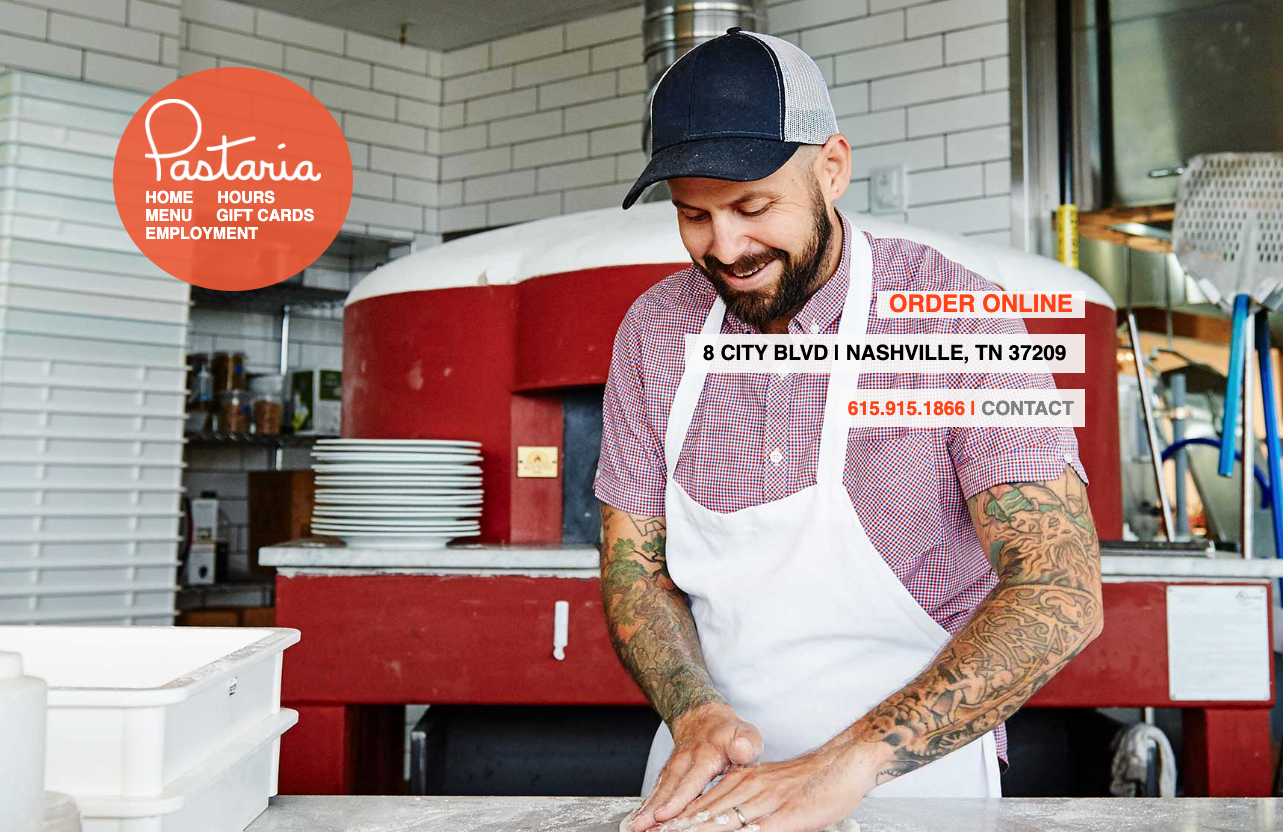 Pastaria
HOME HOURS
MENU GIFT CARDS
EMPLOYMENT
ORDER ONLINE
8 CITY BLVD | NASHVILLE, TN 37209
615.915.1866 | CONTACT